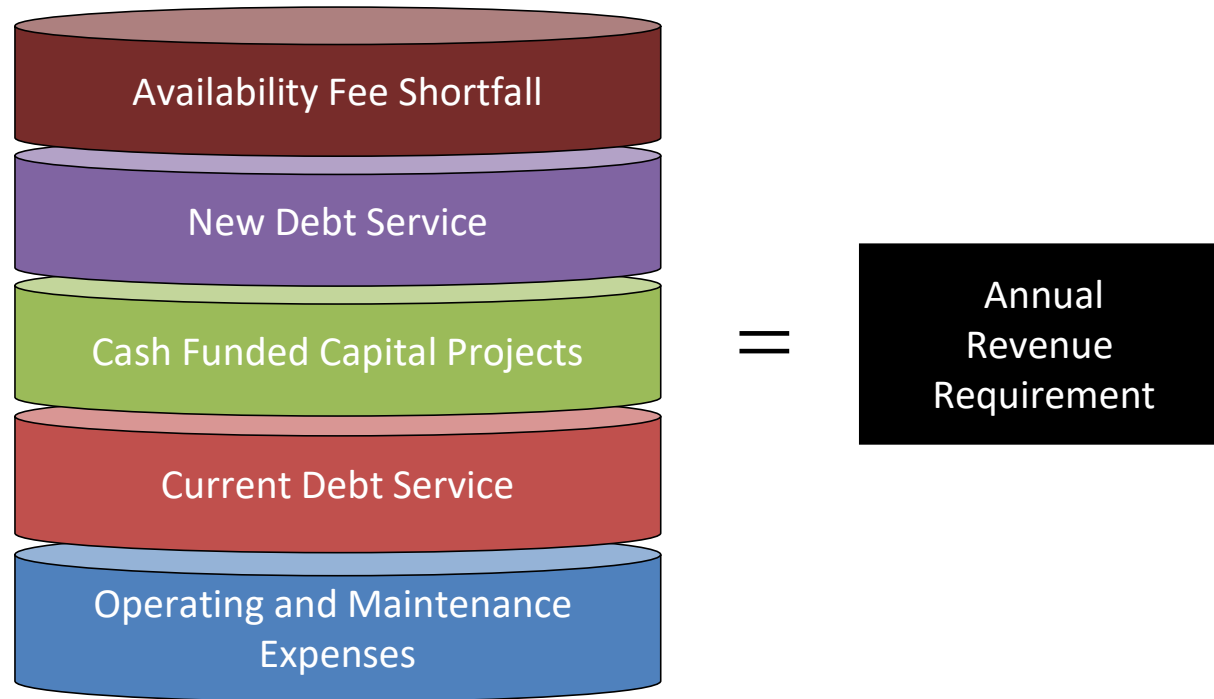 Availability Fee Shortfall
New Debt Service
Cash Funded Capital Projects
Current Debt Service
Operating and Maintenance
Expenses
=
Annual
Revenue
Requirement